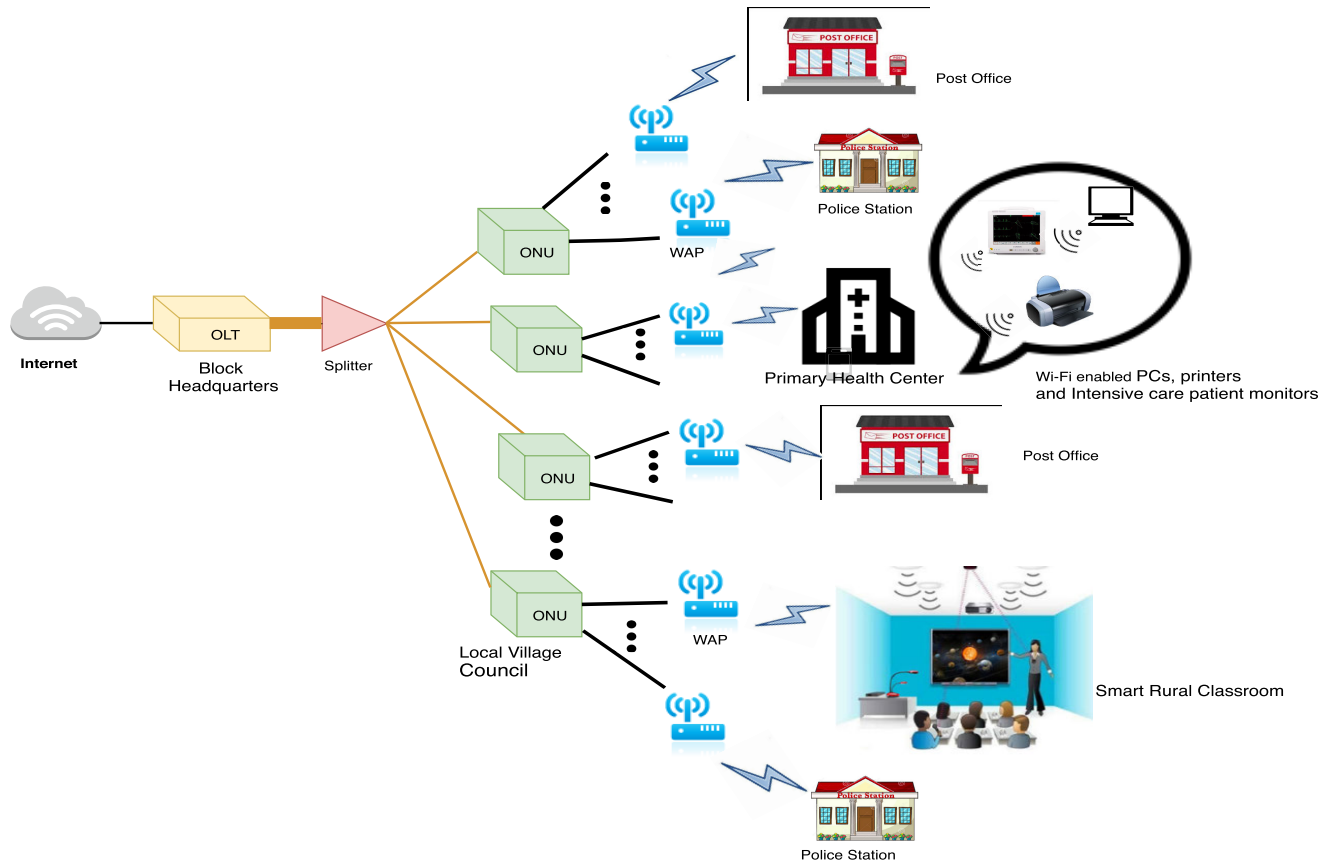 POST OFFICE
Post Office
Police Station
Police Station
ONU
WAP
Internet
OLT
Block
Headquarters
Splitter
ONU
Primary Health Center
Wi-Fi enabled PCs, printers
and Intensive care patient monitors
ONU
POST OFFICE
Post Office
ONU
Local Village
Council
WAP
Smart Rural Classroom
Police Station
Police Station